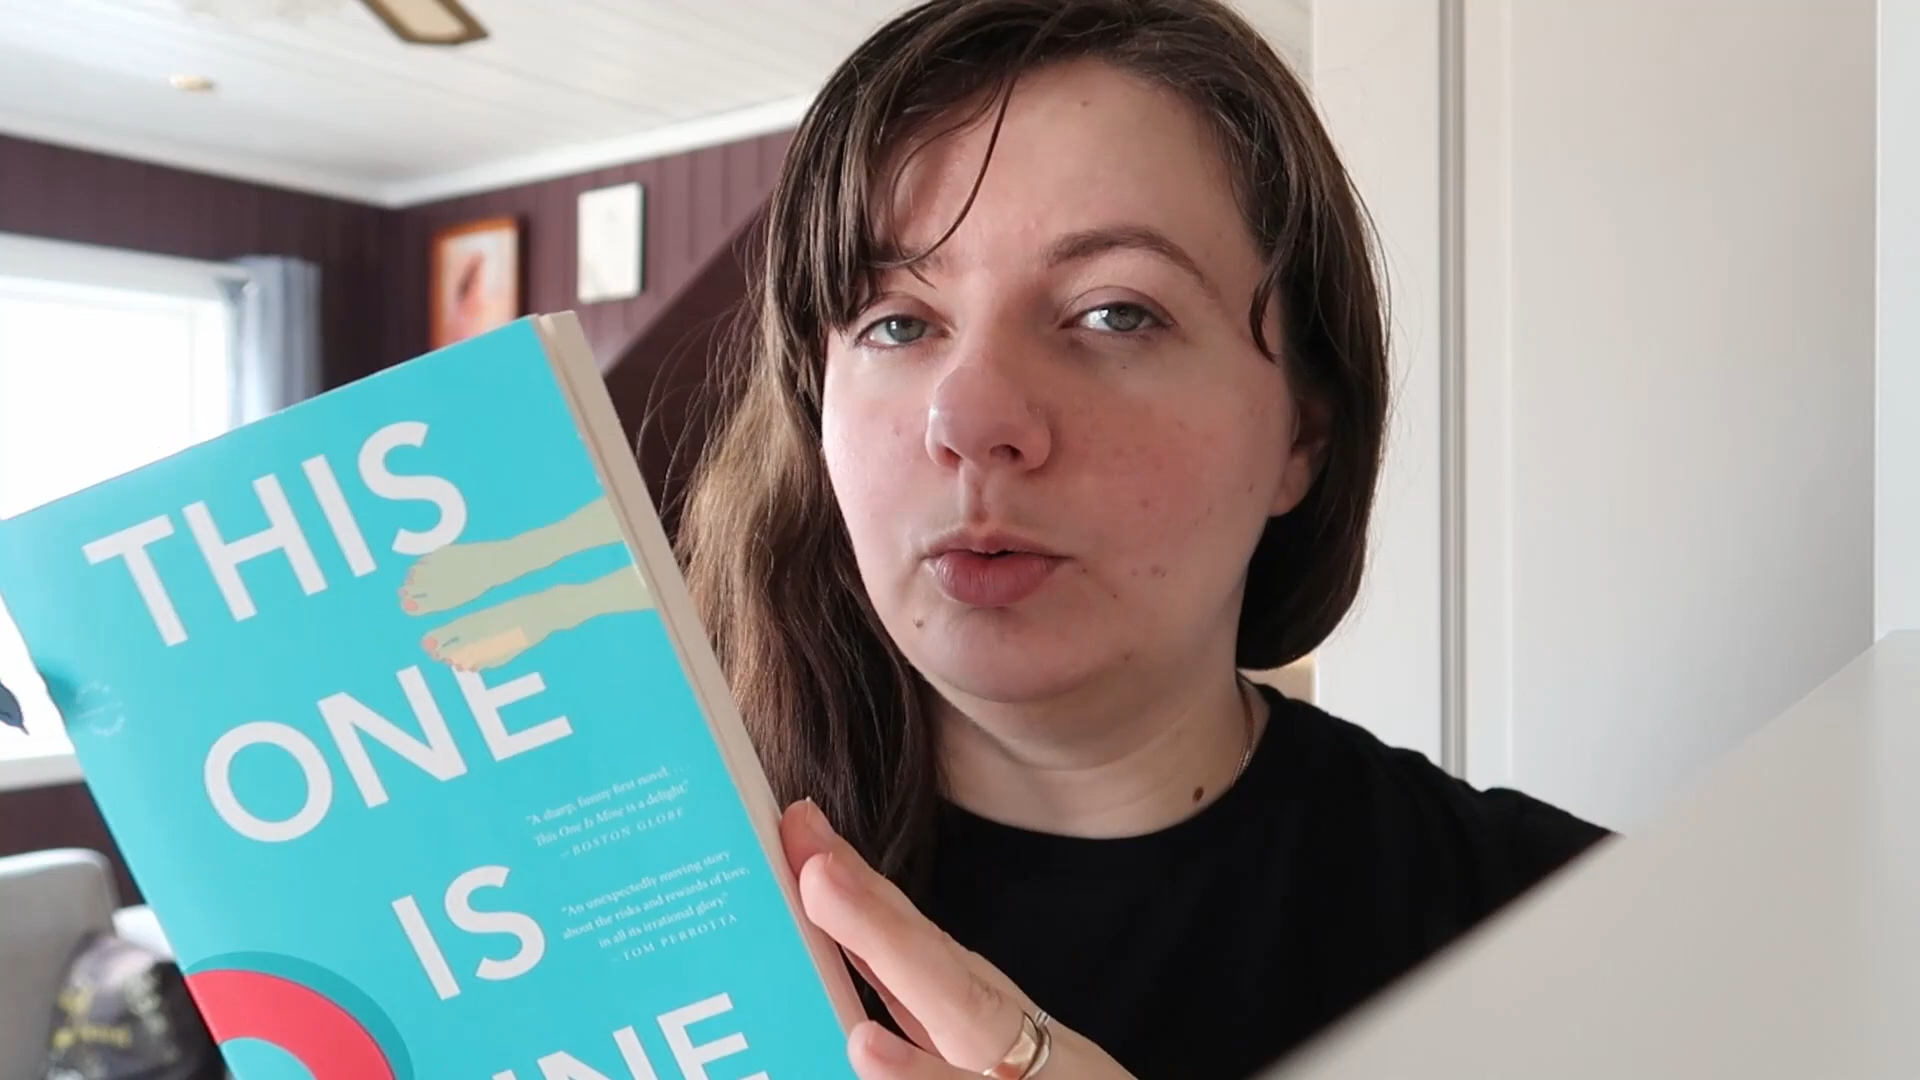 THIS
ONE
IS
INE
"A sharp, funny first novel. . . .
This One Is Mine is a delight."
—BOSTON GLOBE
"An unexpectedly moving story
about the risks and rewards of love,
in all its irrational glory."
—TOM PERROTTA